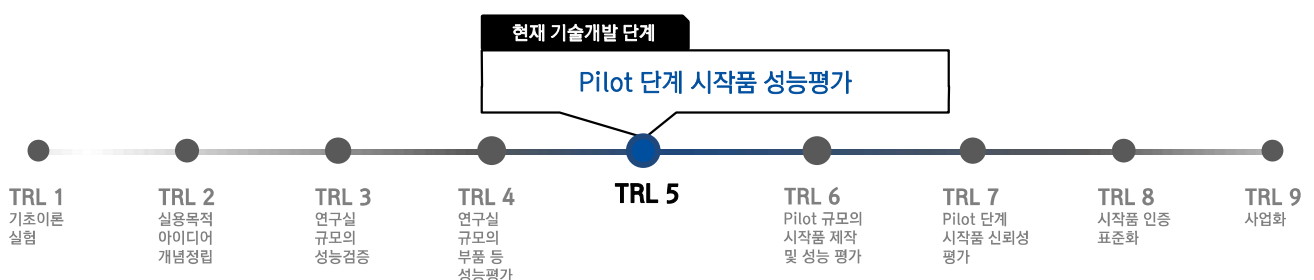 현재 기술개발 단계
Pilot 단계 시작품 성능평가
TRL 1
기초이론
실험
TRL 2
실용목적
아이디어
개념정립
TRL 3
연구실
규모의
성능검증
TRL 4
연구실
규모의
부품 등
성능평가
TRL 5
TRL 6
Pilot 규모의
시작품 제작
및 성능 평가
TRL 7
Pilot 단계
시작품 신뢰성
평가
TRL 8
시작품 인증
표준화
TRL 9
사업화